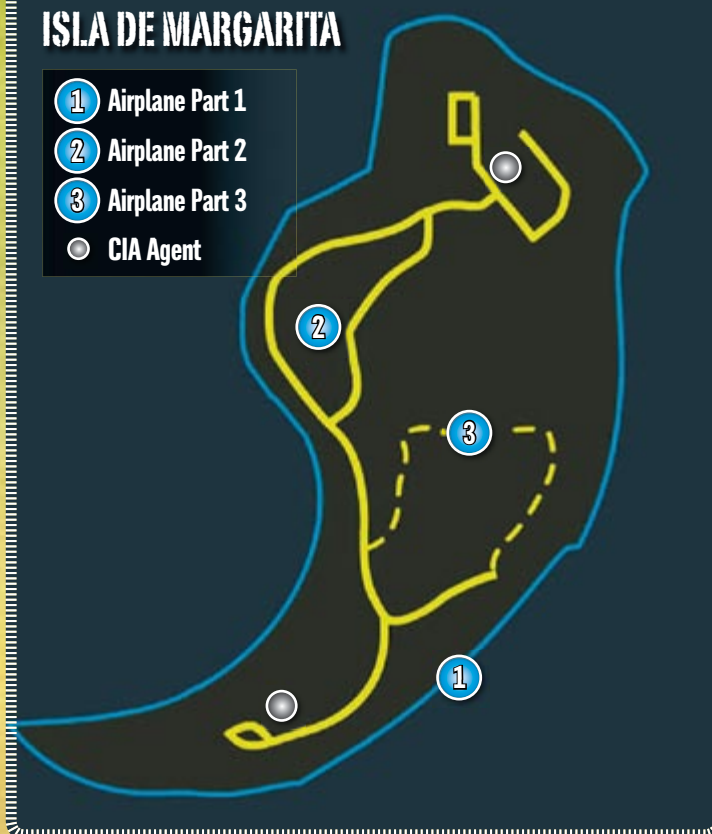 ISLA DE MARGARITA
1 Airplane Part 1
2 Airplane Part 2
3 Airplane Part 3
CIA Agent
2
3
1